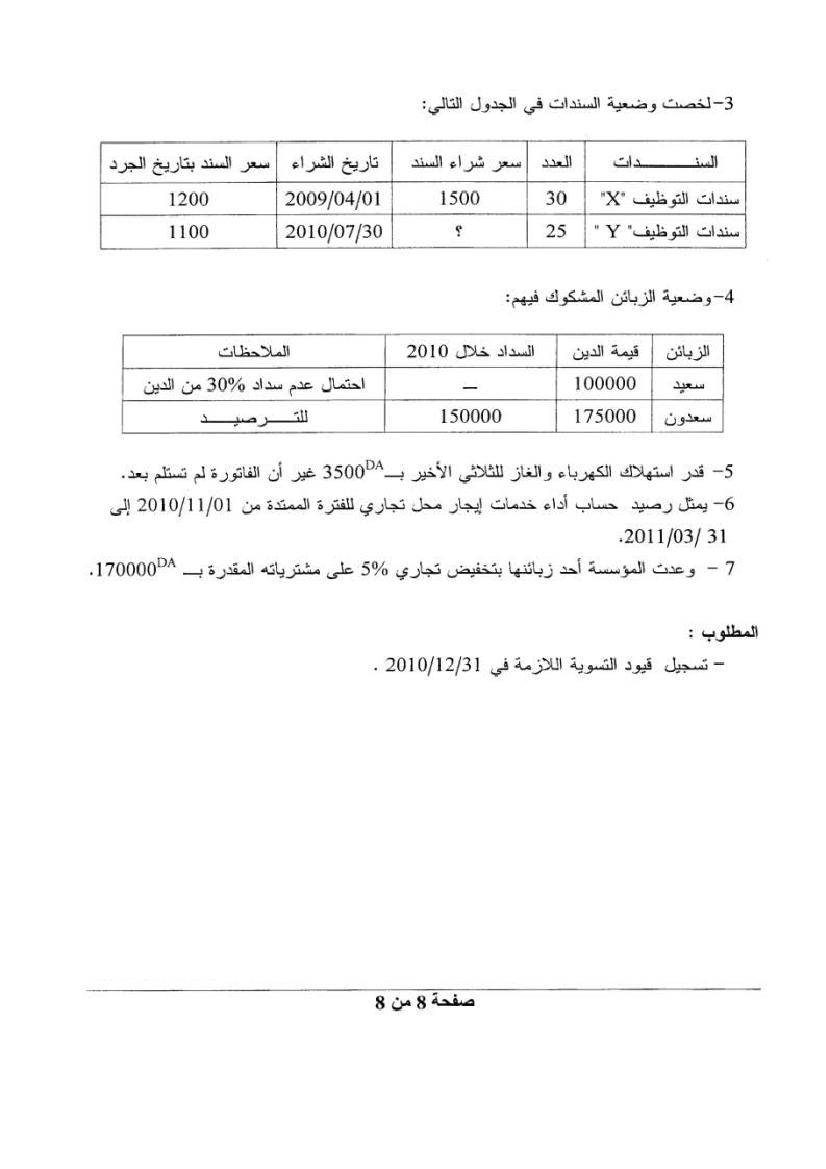 3-لخصت وضعية السندات في الجدول التالي:
السنـــــــدات العدد سعر شراء السند تاريخ الشراء سعر السند بتاريخ الجرد
سندات التوظيف "X" 30 1500 2009/04/01 1200
سندات التوظيف" Y " 25 ؟ 2010/07/30 1100
4-وضعية الزبائن المشكوك فيهم:
الزبائن قيمة الدين السداد خلال 2010 الملاحظات
سعيد 100000 – احتمال عدم سداد 30% من الدين
سعدون 175000 150000 للتــــرصيــــد
5- قدر استهلاك الكهرباء والغاز للثلاثي الأخير بـ 3500DA غير أن الفاتورة لم تستلم بعد.
6- يمثل رصيد حساب أداء خدمات إيجار محل تجاري للفترة الممتدة من 2010/11/01 إلى
31 /2011/03.
7 - وعدت المؤسسة أحد زبائنها بتخفيض تجاري 5% على مشترياته المقدرة بـ 170000DA.
المطلوب :
- تسجيل قيود التسوية اللازمة في 2010/12/31 .
صفحة 8 من 8